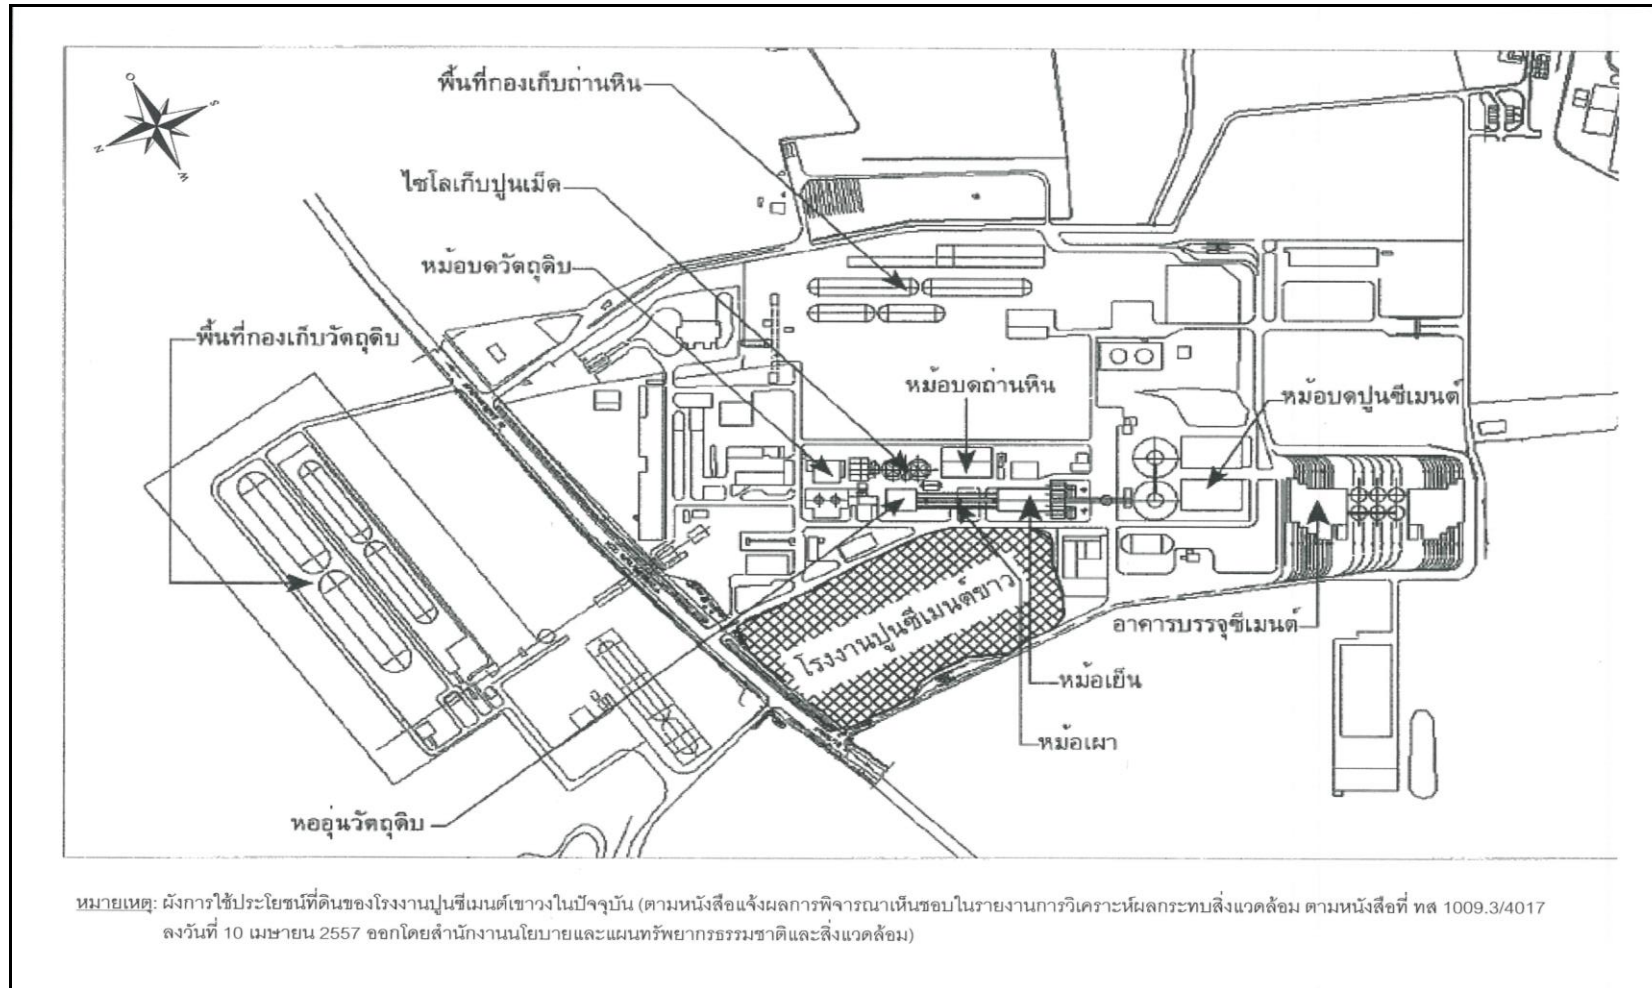 O
S
N
W
พื้นที่กองเก็บถ่านหิน
ไซโลเก็บปูนเม็ด
หม้อบดวัตถุดิบ
พื้นที่กองเก็บวัตถุดิบ
หม้อบดถ่านหิน
หม้อบดปูนซีเมนต์
โรงงานปูนซีเมนต์ขาว
อาคารบรรจุซีเมนต์
หม้อเย็น
หม้อเผา
หออุ่นวัตถุดิบ
หมายเหตุ: ผังการใช้ประโยชน์ที่ดินของโรงงานปูนซีเมนต์เขาวงในปัจจุบัน (ตามหนังสือแจ้งผลการพิจารณาเห็นชอบในรายงานการวิเคราะห์ผลกระทบสิ่งแวดล้อม ตามหนังสือที่ ทส 1009.3/4017
ลงวันที่ 10 เมษายน 2557 ออกโดยสำนักงานนโยบายและแผนทรัพยากรธรรมชาติและสิ่งแวดล้อม)